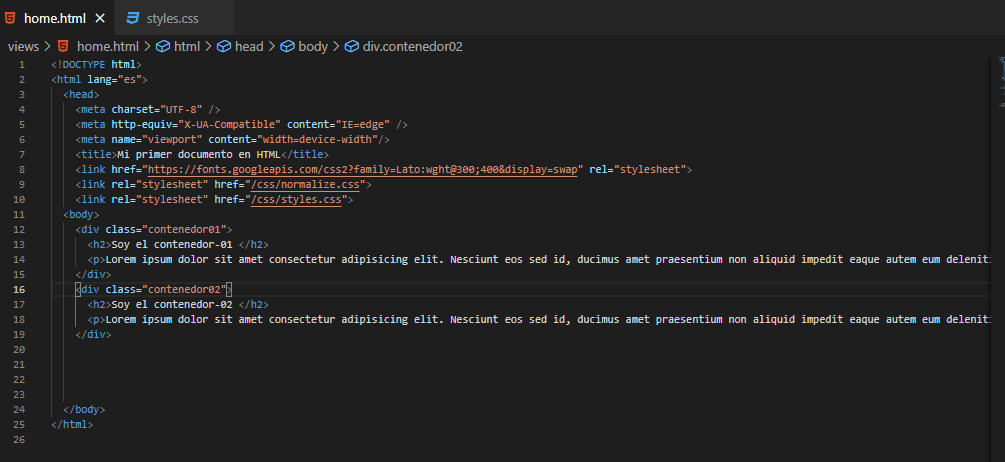 home.html
styles.css
views > home.html > html > head > body > div.contenedor02
1 <!DOCTYPE html>
2 <html lang="es">
3 <head>
4 <meta charset="UTF-8" />
5 <meta http-equiv="X-UA-Compatible" content="IE=edge" />
6 <meta name="viewport" content="width=device-width"/>
7 <title>Mi primer documento en HTML</title>
8 <link href="https://fonts.googleapis.com/css2?family=Lato:wght@300;400&display=swap" rel="stylesheet">
9 <link rel="stylesheet" href="/css/normalize.css">
10 <link rel="stylesheet" href="/css/styles.css">
11 <body>
12 <div class="contenedor01">
13 <h2>Soy el contenedor-01 </h2>
14 <p>Lorem ipsum dolor sit amet consectetur adipisicing elit. Nesciunt eos sed id, ducimus amet praesentium non aliquid impedit eaque autem eum deleniti
15 </div>
16 <div class="contenedor02">
17 <h2>Soy el contenedor-02 </h2>
18 <p>Lorem ipsum dolor sit amet consectetur adipisicing elit. Nesciunt eos sed id, ducimus amet praesentium non aliquid impedit eaque autem eum deleniti
19 </div>
20
21
22
23
24 </body>
25 </html>
26